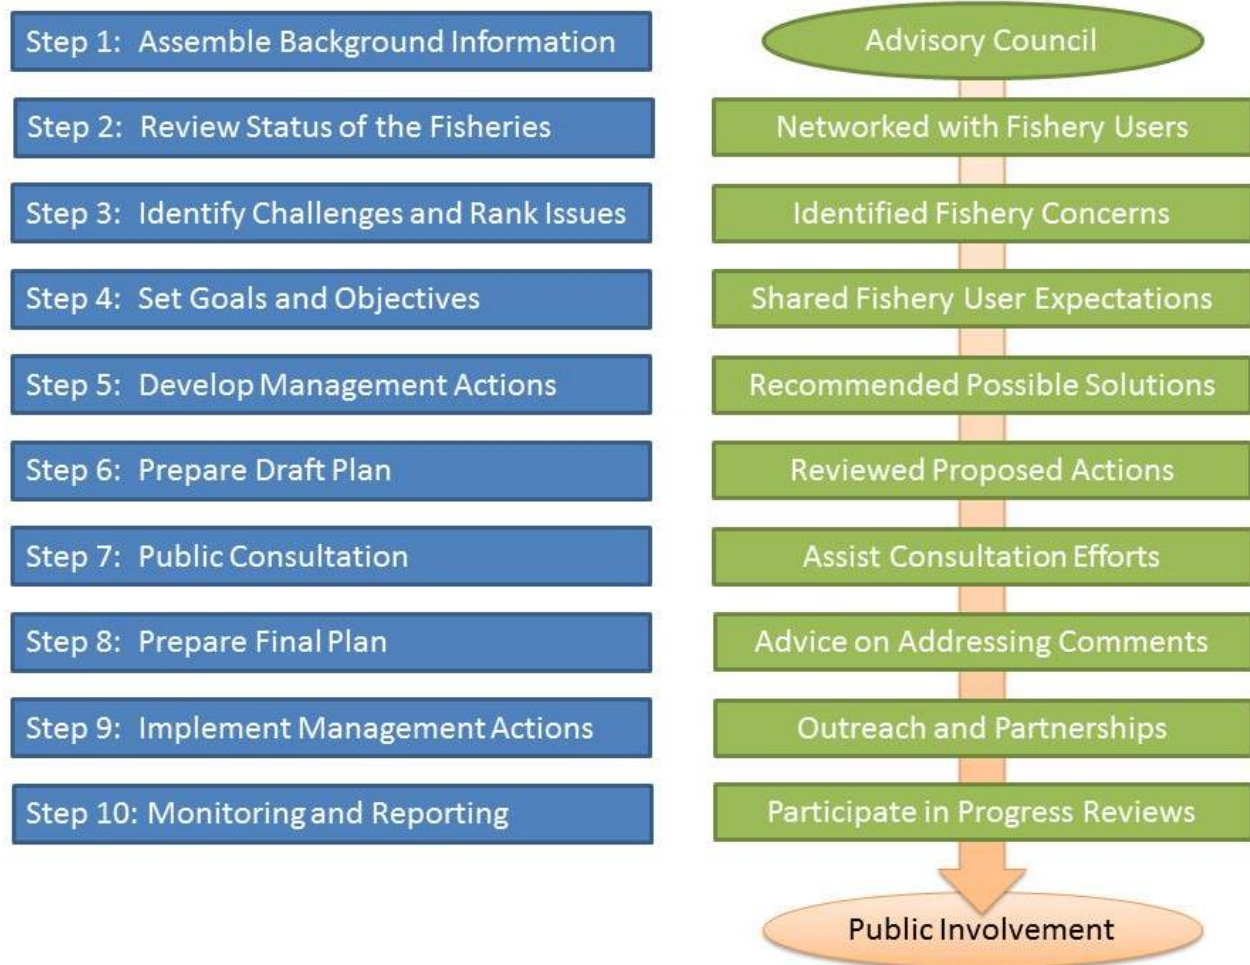 Step 1: Assemble Background Information
Advisory Council
Step 2: Review Status of the Fisheries
Networked with Fishery Users
Step 3: Identify Challenges and Rank Issues
Identified Fishery Concerns
Step 4: Set Goals and Objectives
Shared Fishery User Expectations
Step 5: Develop Management Actions
Recommended Possible Solutions
Step 6: Prepare Draft Plan
Reviewed Proposed Actions
Step 7: Public Consultation
Assist Consultation Efforts
Step 8: Prepare Final Plan
Advice on Addressing Comments
Step 9: Implement Management Actions
Outreach and Partnerships
Step 10: Monitoring and Reporting
Participate in Progress Reviews
Public Involvement